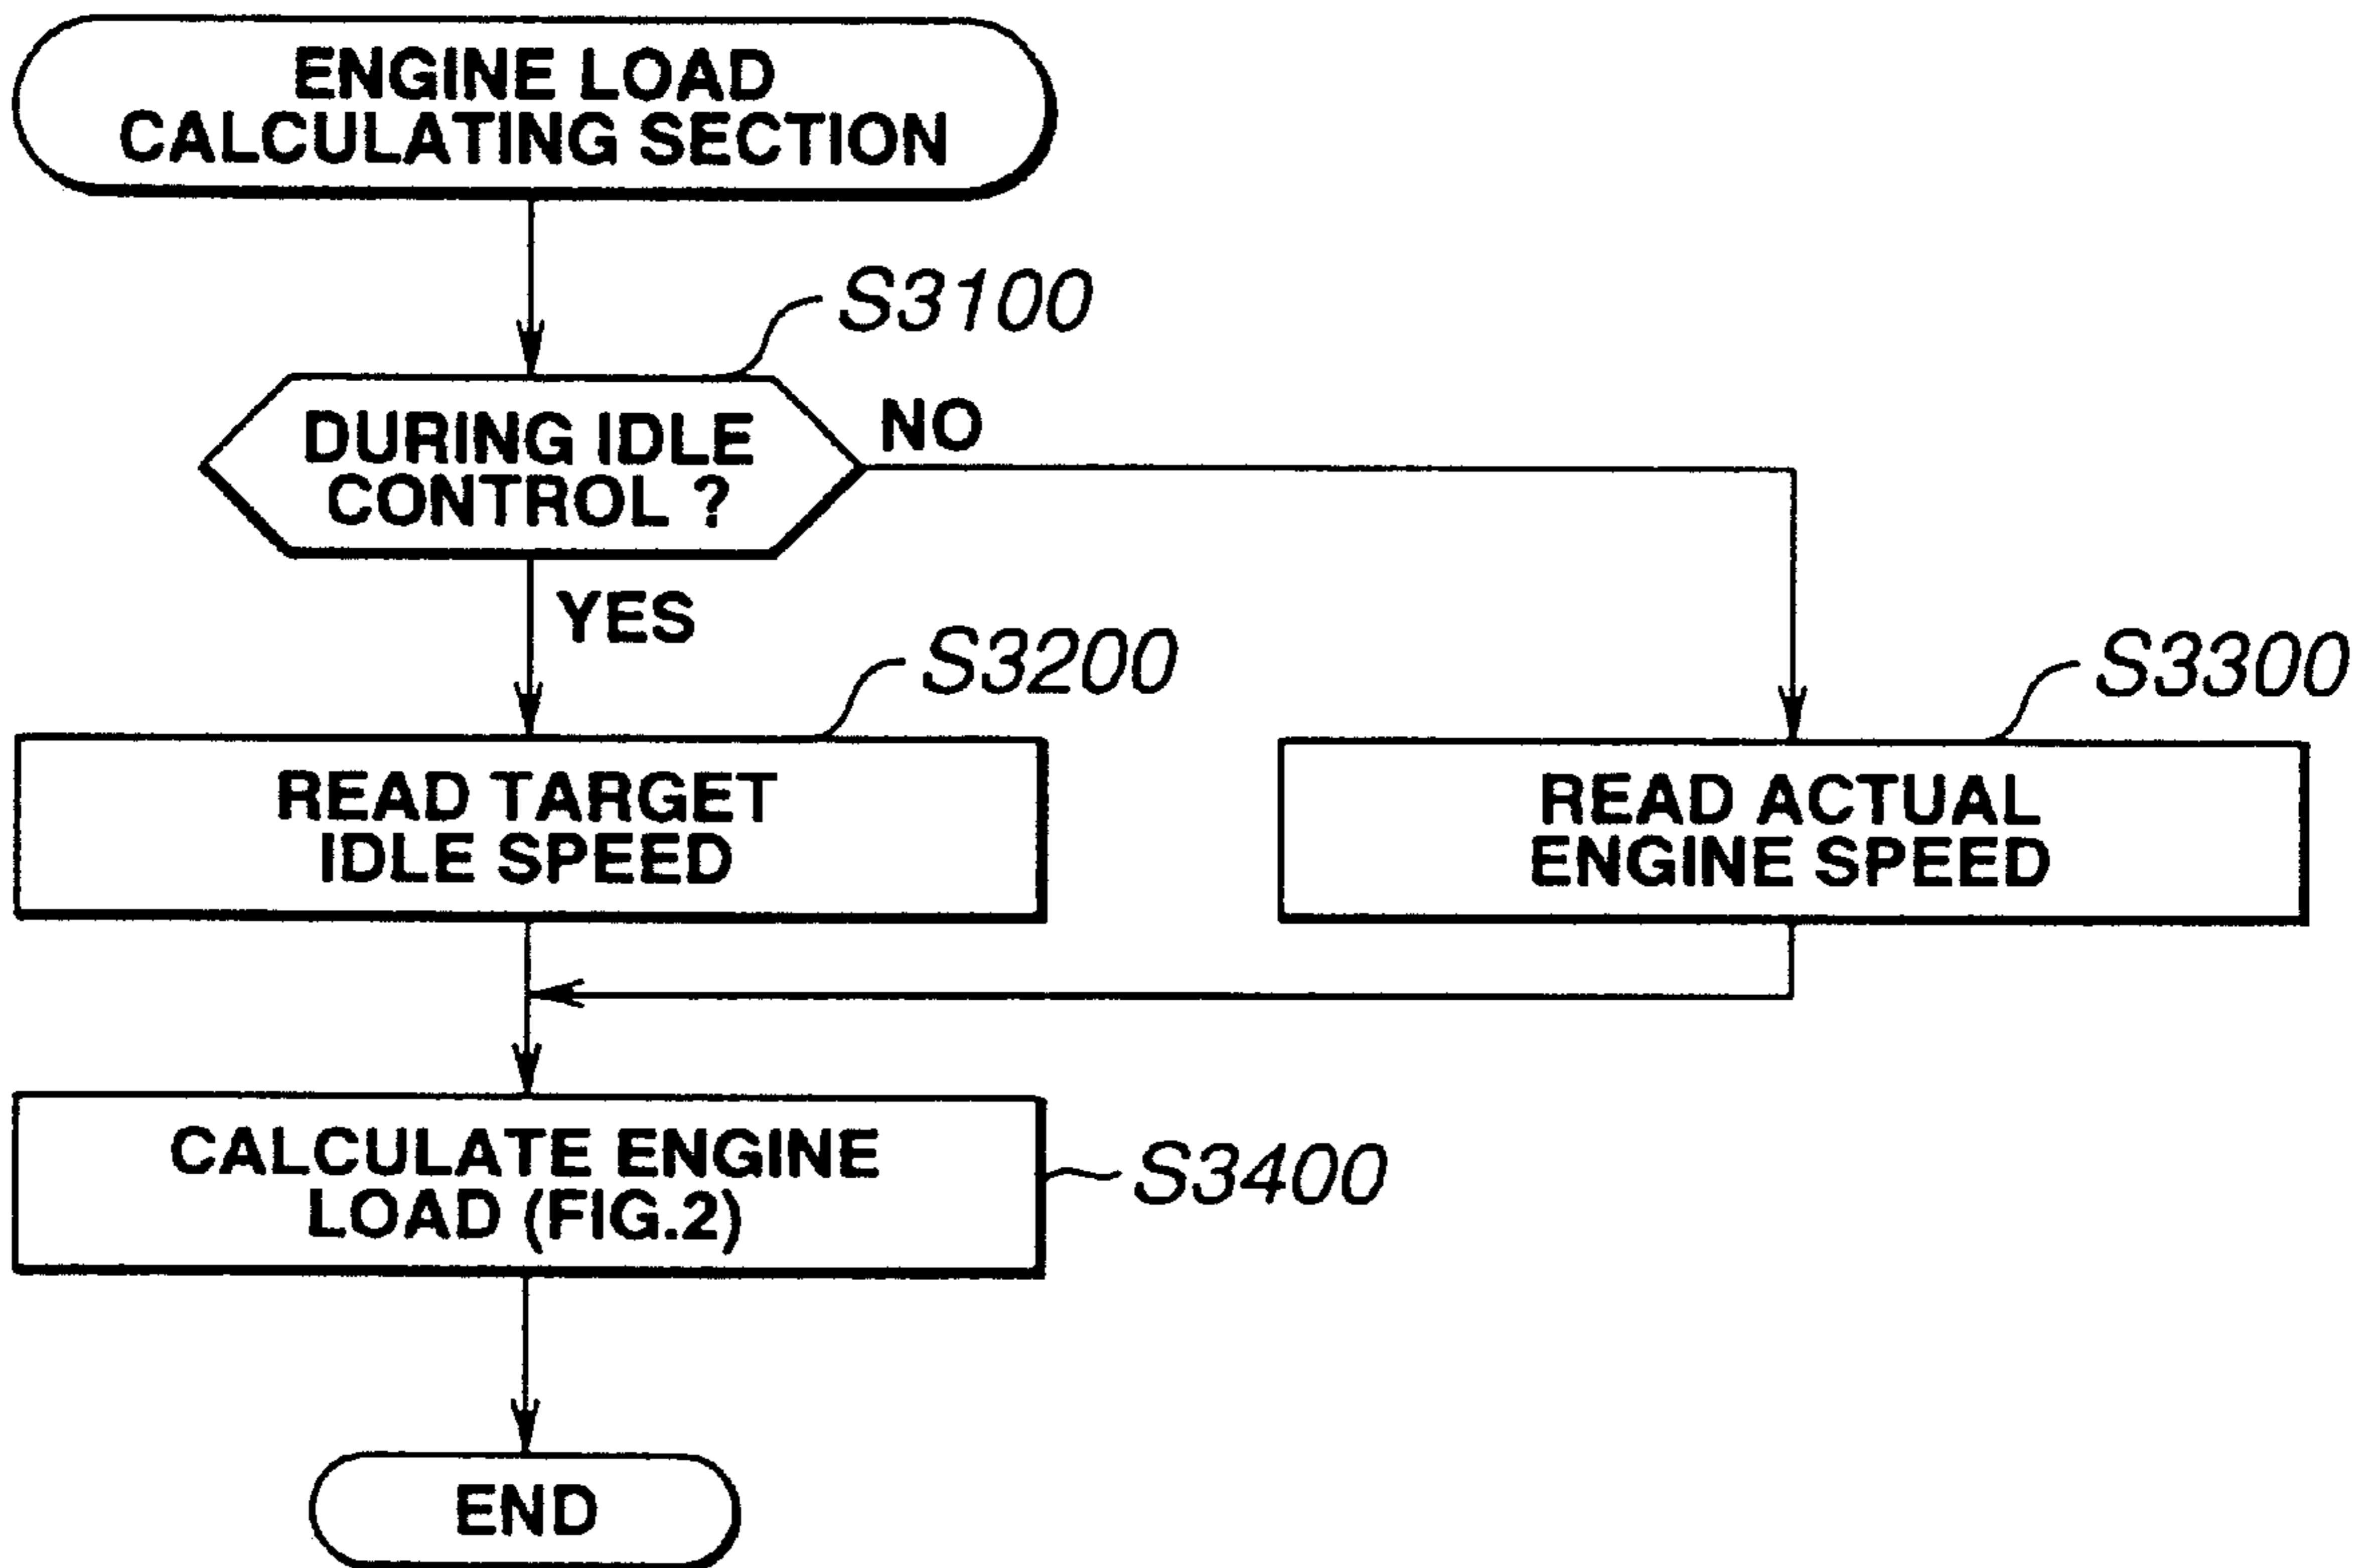 ENGINE LOAD
CALCULATING SECTION
S3100
DURING IDLE
CONTROL ?
NO
YES
S3200
S3300
READ TARGET
IDLE SPEED
READ ACTUAL
ENGINE SPEED
CALCULATE ENGINE
LOAD (FIG.2)
S3400
END